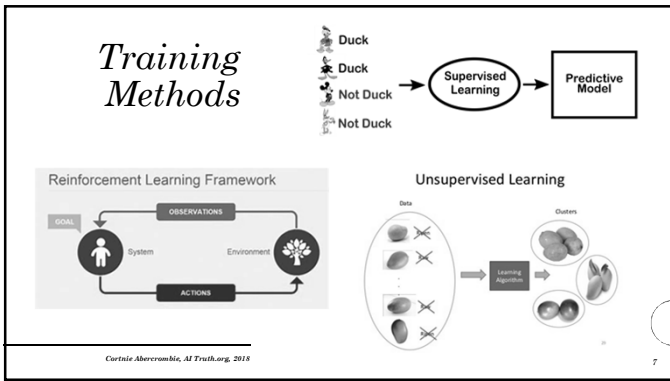 Training
Methods
Duck
Duck
Not Duck
Not Duck
Supervised
Learning
Predictive
Model
Reinforcement Learning Framework
GOAL
OBSERVATIONS
System
Environment
ACTIONS
Unsupervised Learning
Data
Clusters
Learning
Algorithm
Cortnie Abercrombie, AI Truth.org, 2018
7